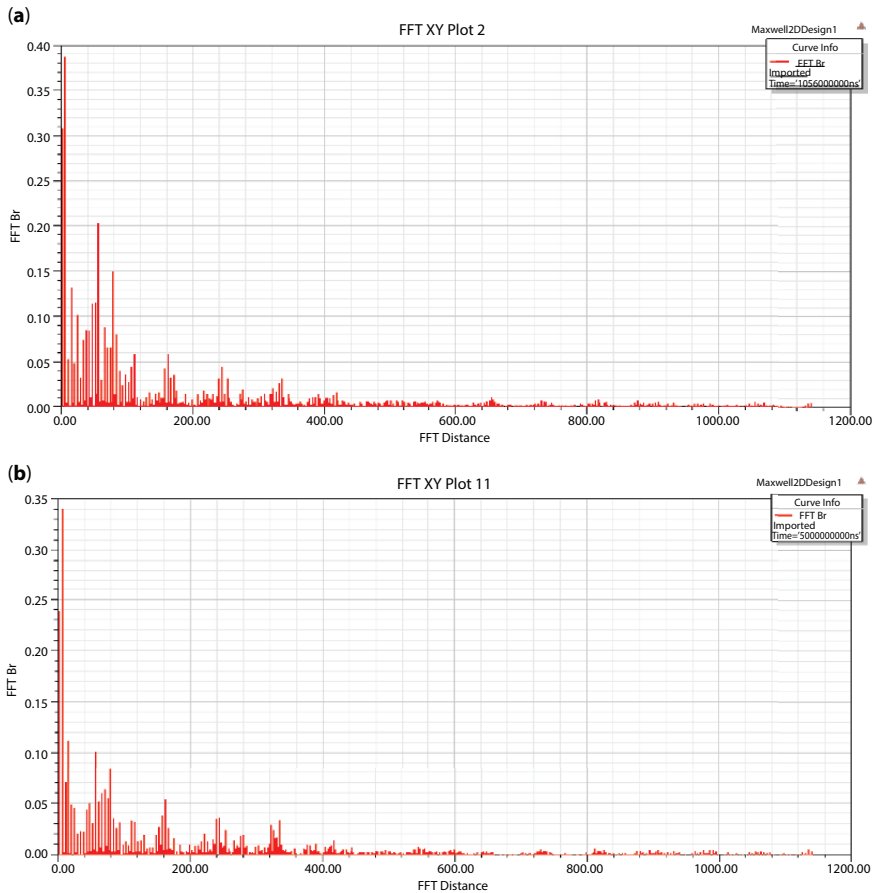 (a)
FFT XY Plot 2
Maxwell2DDesign1
Curve Info
FFT Br
Imported
Time='1056000000ns'
0.40
0.35
0.30
0.25
0.20
0.15
0.10
0.05
0.00
FFT Br
0.00
200.00
400.00
600.00
800.00
1000.00
1200.00
FFT Distance
(b)
FFT XY Plot 11
Maxwell2DDesign1
Curve Info
FFT Br
Imported
Time='5000000000ns'
0.35
0.30
0.25
0.20
0.15
0.10
0.05
0.00
FFT Br
0.00
200.00
400.00
600.00
800.00
1000.00
1200.00
FFT Distance